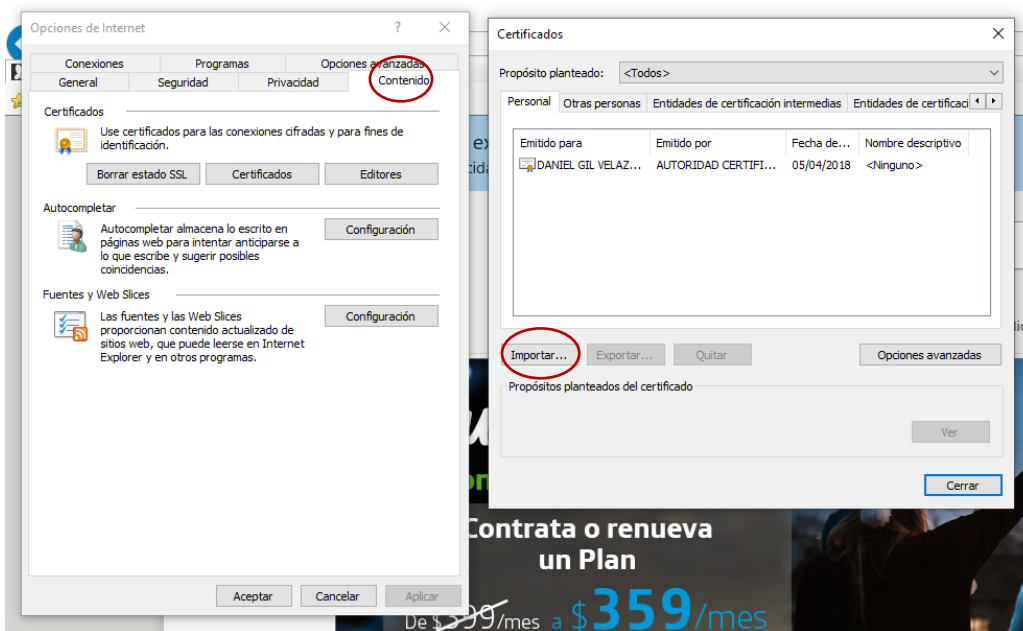 Opciones de Internet
?
Conexiones
Programas
Opciones avanzadas
General
Seguridad
Privacidad
Contenido
Certificados
Use certificados para las conexiones cifradas y para fines de
identificación.
Borrar estado SSL
Certificados
Editores
Autocompletar
Autocompletar almacena lo escrito en
páginas web para intentar anticiparse a
lo que escribe y sugerir posibles
coincidencias.
Configuración
Fuentes y Web Slices
Las fuentes y las Web Slices
proporcionan contenido actualizado de
sitios web, que puede leerse en Internet
Explorer y en otros programas.
Configuración
Aceptar
Cancelar
Aplicar
Certificados
Propósito planteado:
<Todos>
Personal
Otras personas
Entidades de certificación intermedias
Entidades de certificaci
Emitido para
Emitido por
Fecha de...
Nombre descriptivo
DANIEL GIL VELAZ...
AUTORIDAD CERTIFI...
05/04/2018
<Ninguno>
Importar...
Exportar...
Quitar
Opciones avanzadas
Propósitos planteados del certificado
Ver
Cerrar
Contrata o renueva
un Plan
De $399/mes a $359/mes